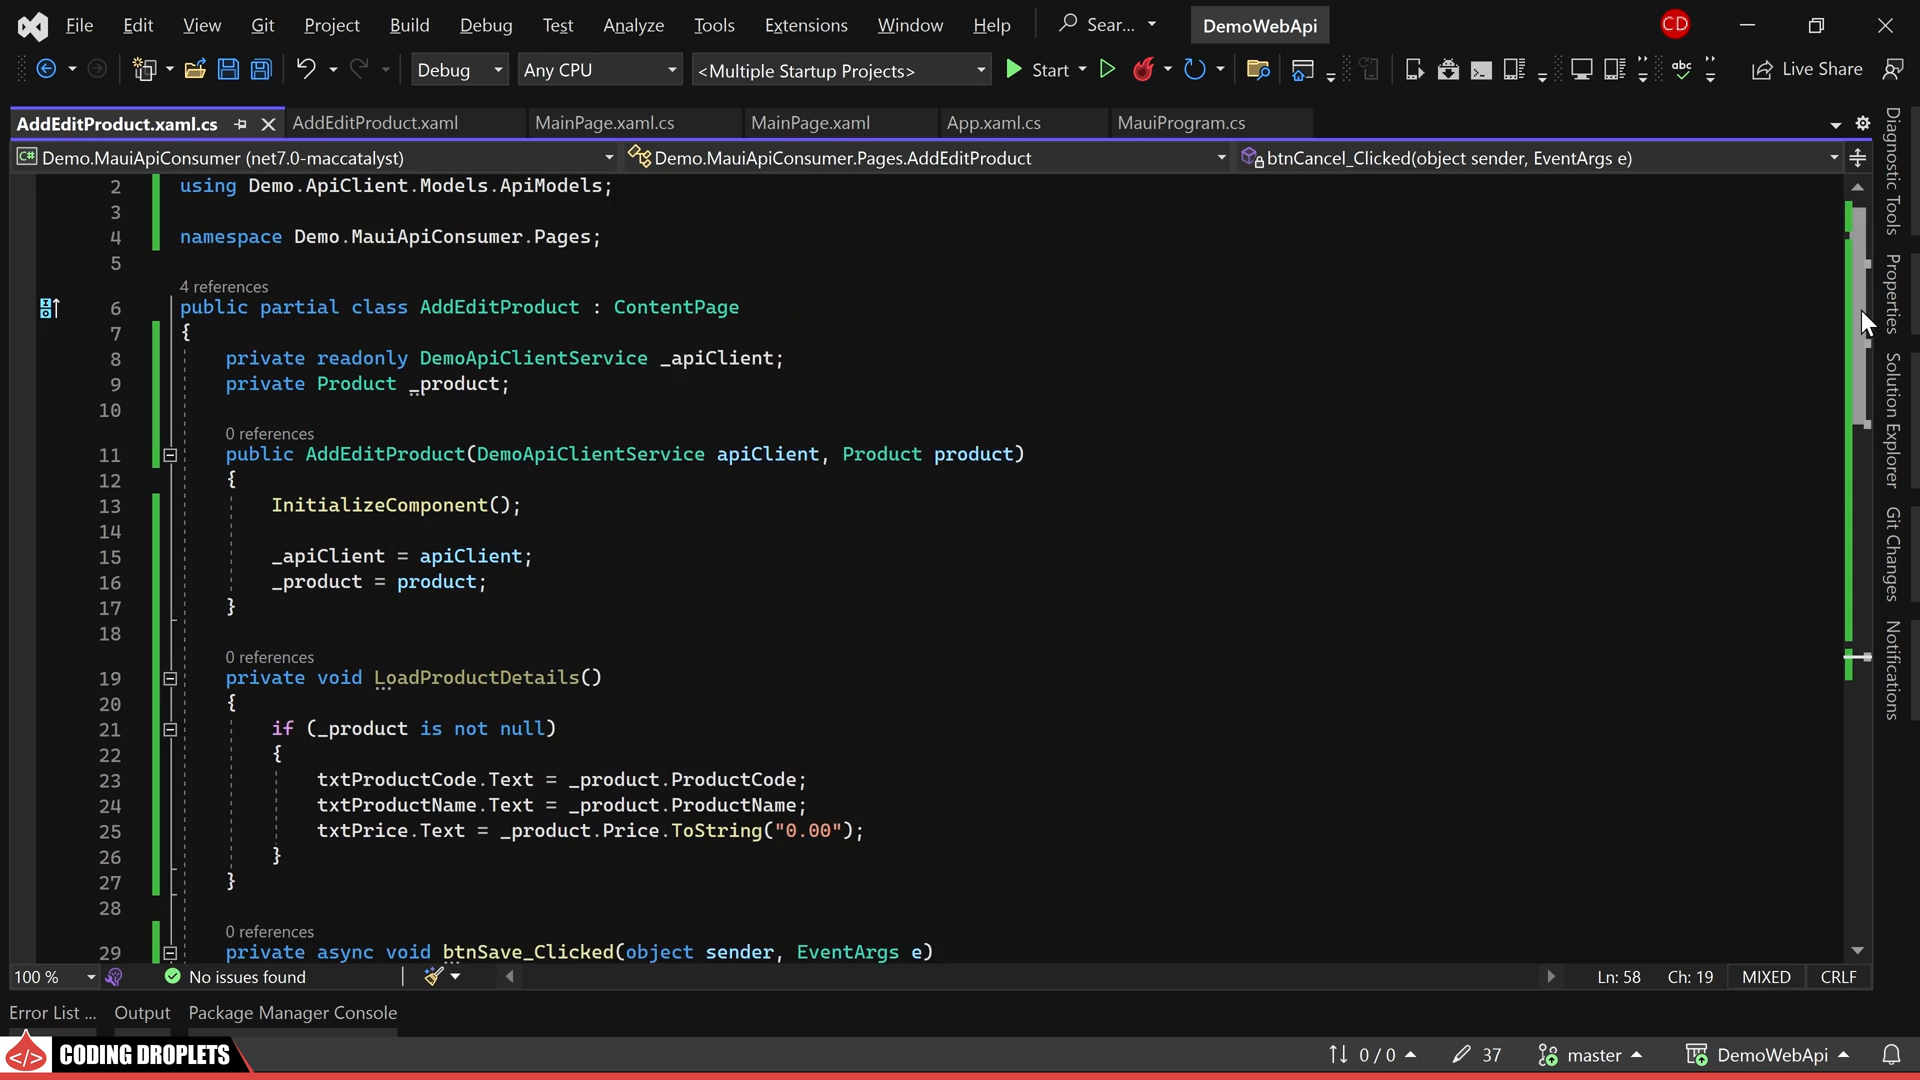 File Edit View Git Project Build Debug Test Analyze Tools Extensions Window Help Sear... DemoWebApi CD
Debug Any CPU <Multiple Startup Projects> Start abc Live Share
AddEditProduct.xaml.cs AddEditProduct.xaml MainPage.xaml.cs MainPage.xaml App.xaml.cs MauiProgram.cs
C# Demo.MauiApiConsumer (net7.0-maccatalyst) Demo.MauiApiConsumer.Pages.AddEditProduct btnCancel_Clicked(object sender, EventArgs e)
2 using Demo.ApiClient.Models.ApiModels;
3
4 namespace Demo.MauiApiConsumer.Pages;
5
4 references
6 public partial class AddEditProduct : ContentPage
7 {
8 private readonly DemoApiClientService _apiClient;
9 private Product _product;
10
0 references
11 public AddEditProduct(DemoApiClientService apiClient, Product product)
12 {
13 InitializeComponent();
14
15 _apiClient = apiClient;
16 _product = product;
17 }
18
0 references
19 private void LoadProductDetails()
20 {
21 if (_product is not null)
22 {
23 txtProductCode.Text = _product.ProductCode;
24 txtProductName.Text = _product.ProductName;
25 txtPrice.Text = _product.Price.ToString("0.00");
26 }
27 }
28
0 references
29 private async void btnSave_Clicked(object sender, EventArgs e)
Diagnostic Tools
Properties
Solution Explorer
Git Changes
Notifications
100 % No issues found Ln: 58 Ch: 19 MIXED CRLF
Error List ... Output Package Manager Console
</> CODING DROPLETS 0 / 0 37 master DemoWebApi